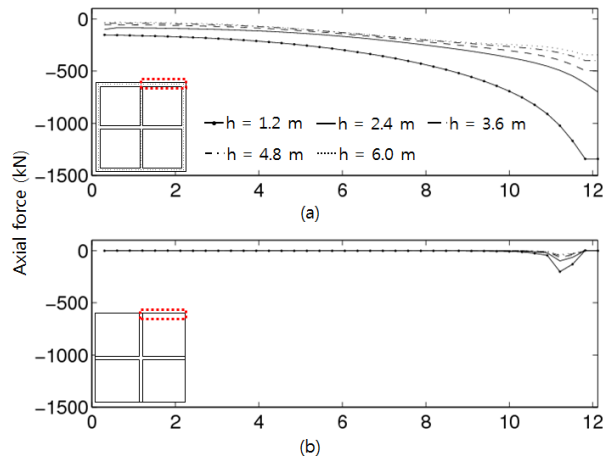 0
−500
−1000
−1500
h = 1.2 m h = 2.4 m h = 3.6 m
h = 4.8 m h = 6.0 m
0 2 4 6 8 10 12
(a)
Axial force (kN)
0
−500
−1000
−1500
0 2 4 6 8 10 12
(b)